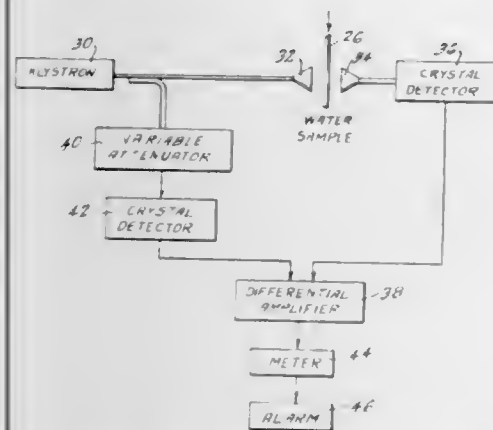 30
KLYSTRON
32
26
34
WATER
SAMPLE
36
CRYSTAL
DETECTOR
40
VARIABLE
ATTENUATOR
42
CRYSTAL
DETECTOR
DIFFERENTIAL
AMPLIFIER
38
METER
44
ALARM
46